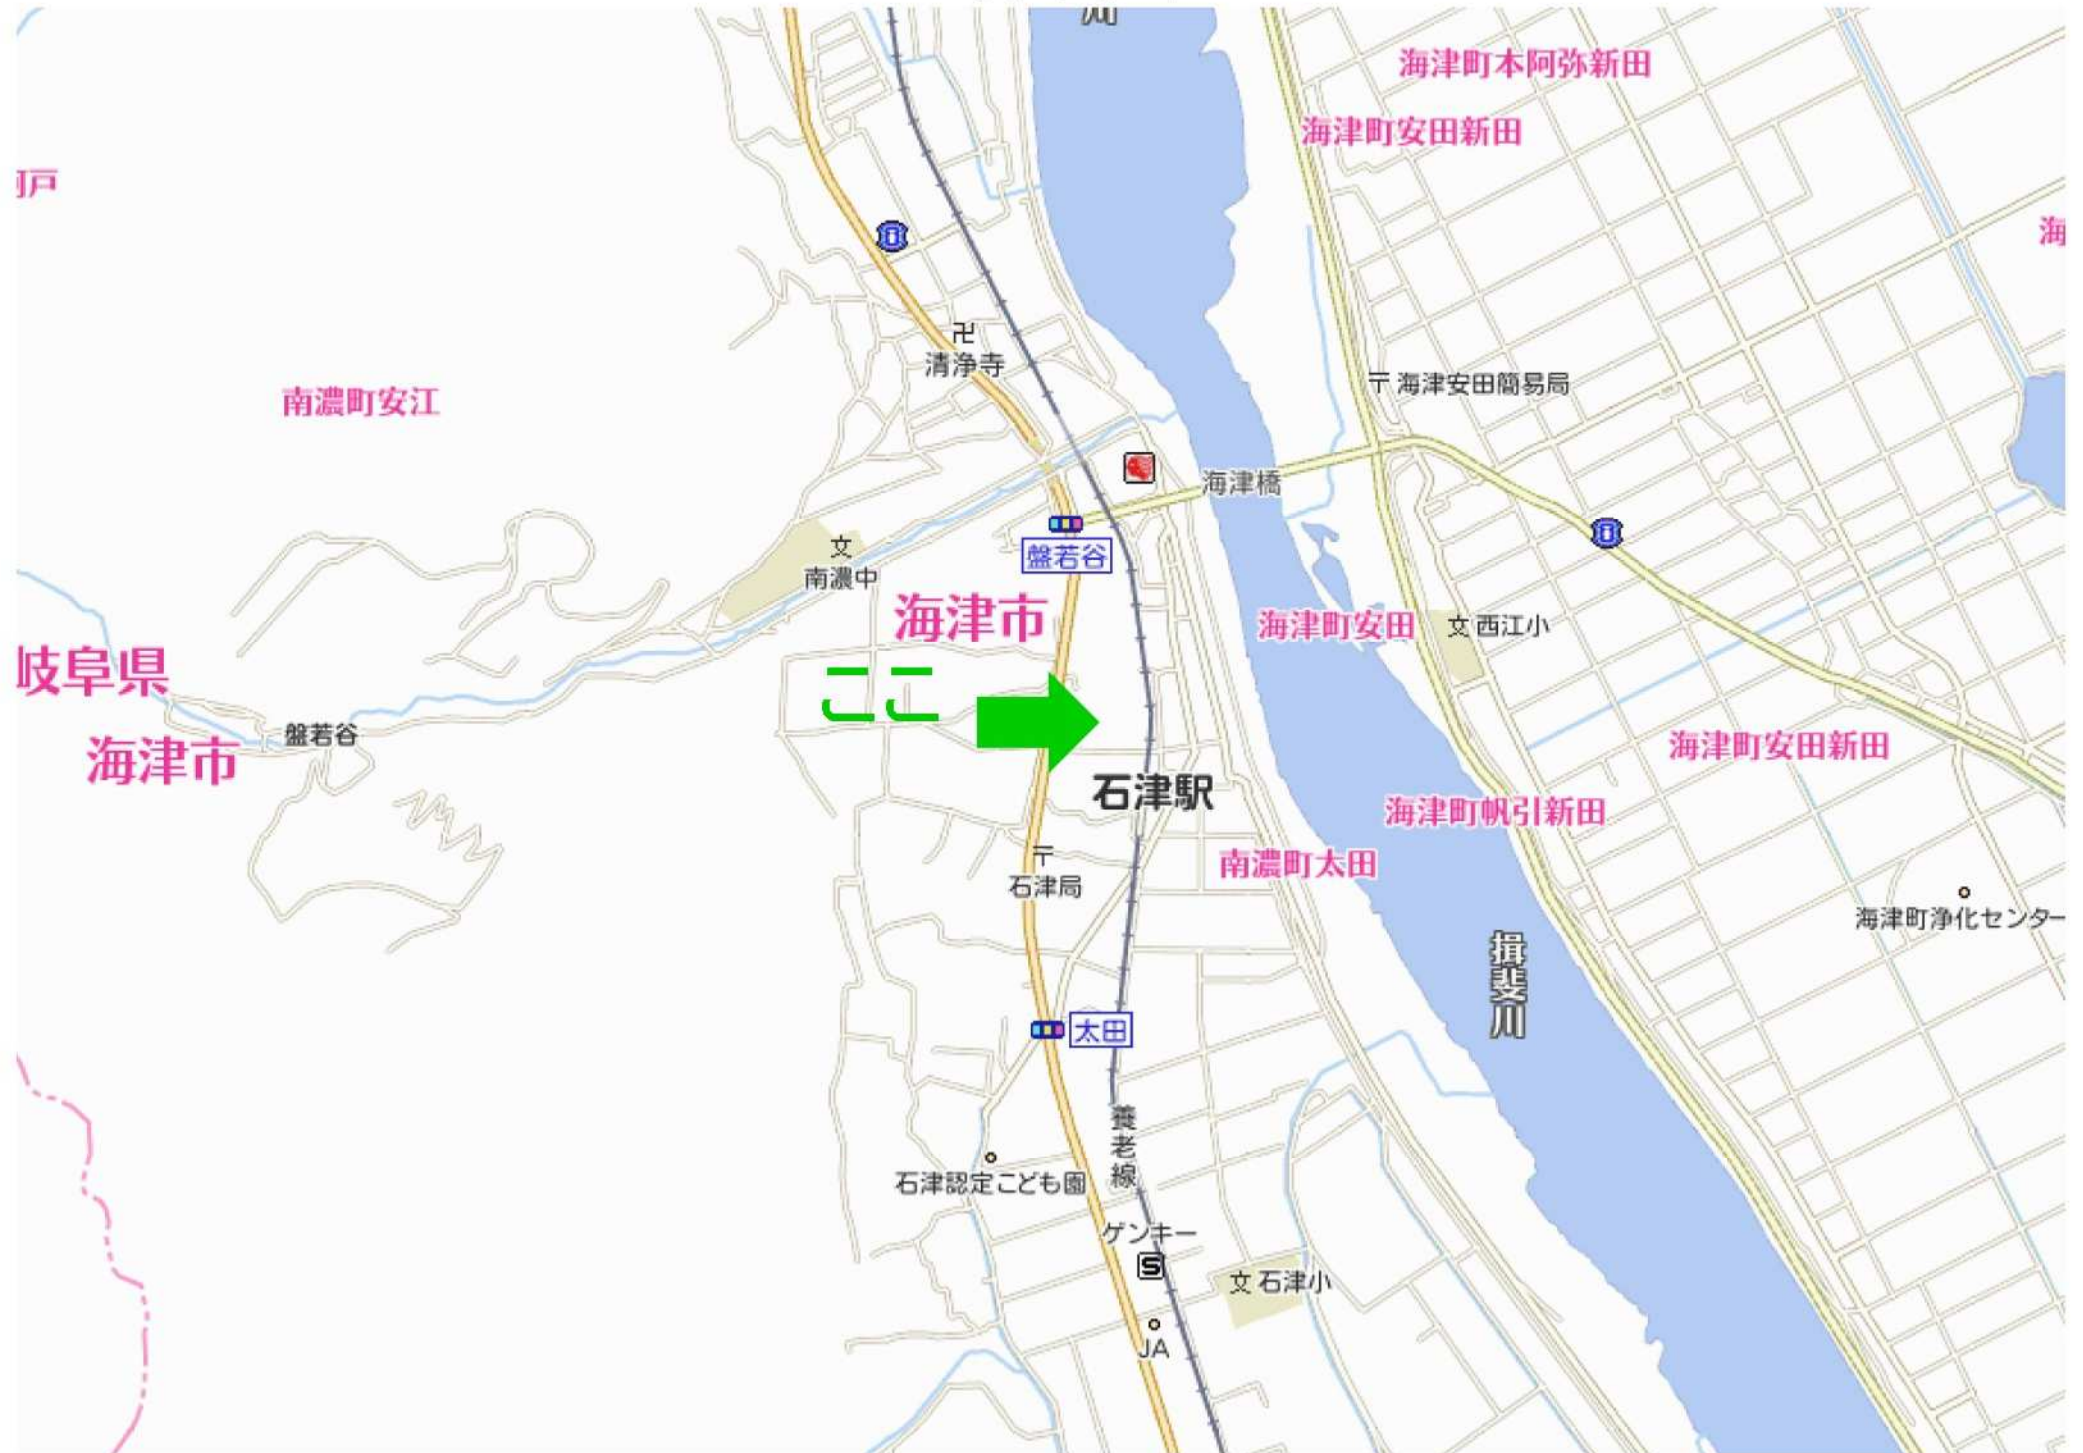 川
海津町本阿弥新田
海津町安田新田
戸
海
清浄寺
〒海津安田簡易局
南濃町安江
海津橋
盤若谷
文
南濃中
海津市
海津町安田
文 西江小
岐阜県
ここ
盤若谷
海津市
海津町安田新田
石津駅
海津町帆引新田
南濃町太田
〒
石津局
海津町浄化センター
揖斐川
太田
養老線
石津認定こども園
ゲンキー
S
文 石津小
JA